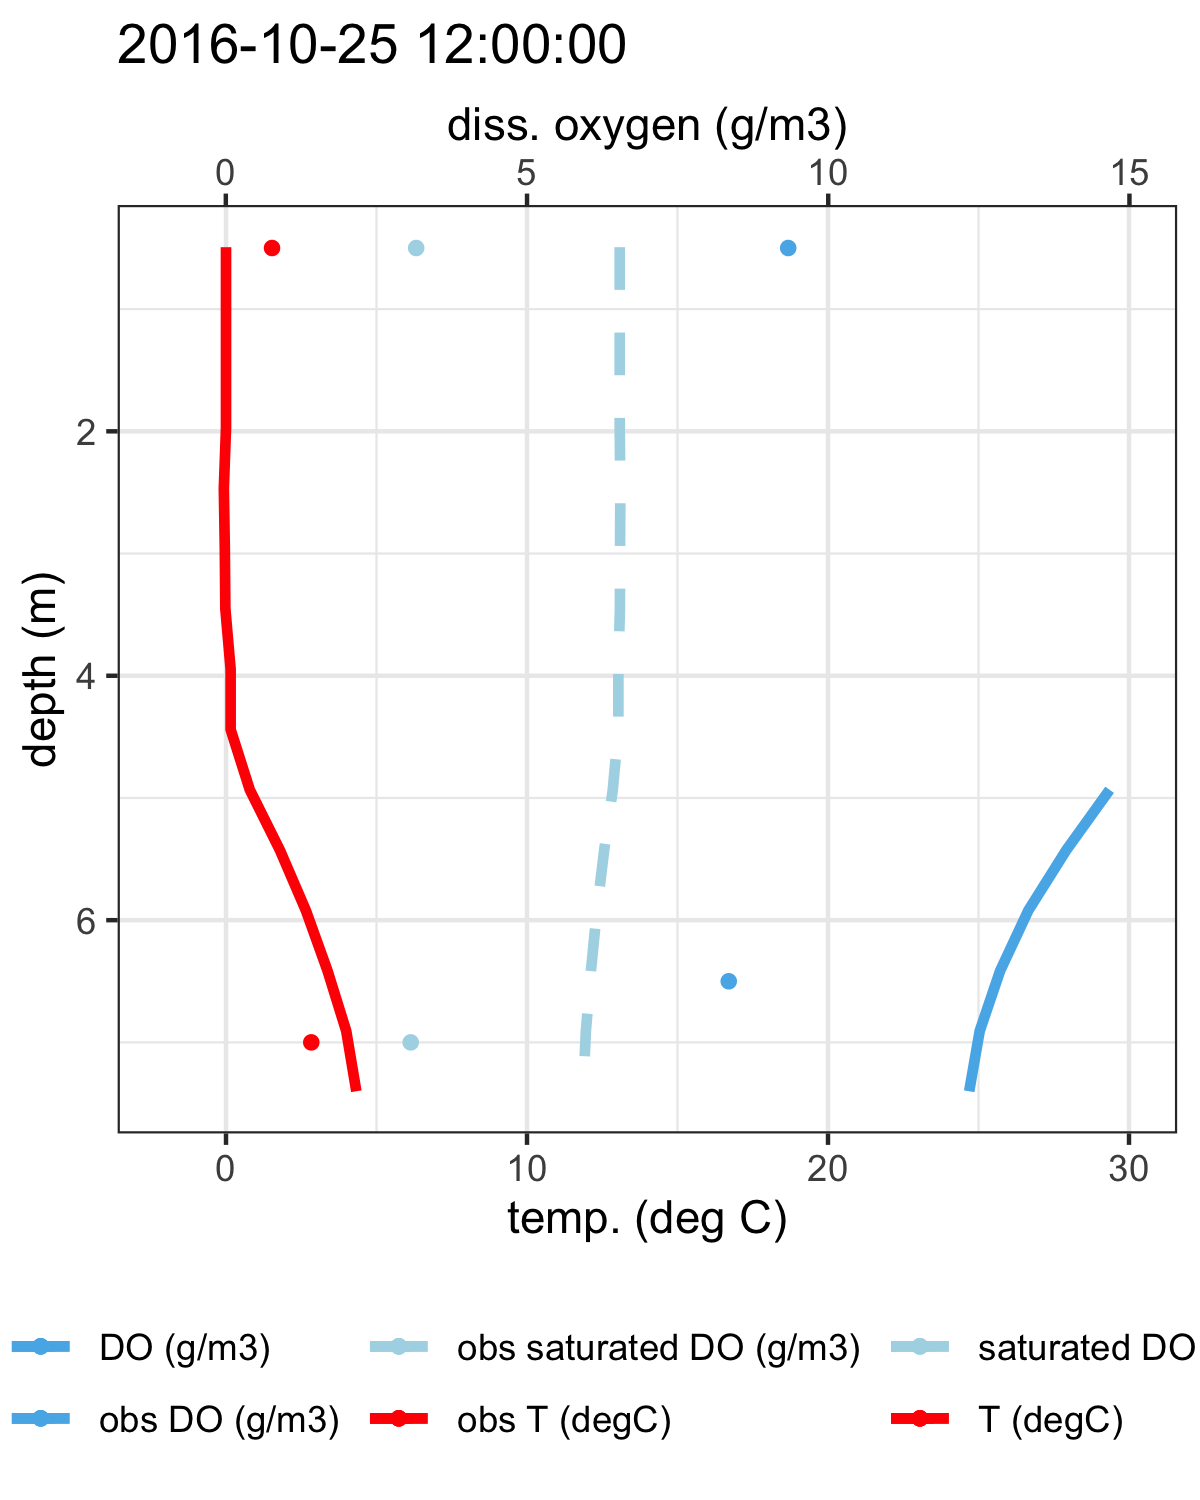 2016-10-25 12:00:00
diss. oxygen (g/m3)
0 5 10 15
depth (m)
2
4
6
0 10 20 30
temp. (deg C)
DO (g/m3) obs saturated DO (g/m3) saturated DO
obs DO (g/m3) obs T (degC) T (degC)